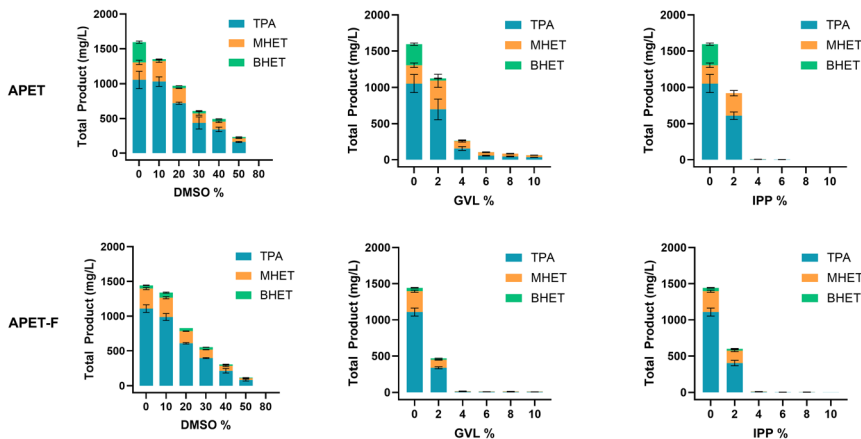 APET
Total Product (mg/L)
2000
1500
1000
500
0
0 10 20 30 40 50 80
DMSO %
TPA
MHET
BHET
Total Product (mg/L)
2000
1500
1000
500
0
0 2 4 6 8 10
GVL %
TPA
MHET
BHET
Total Product (mg/L)
2000
1500
1000
500
0
0 2 4 6 8 10
IPP %
TPA
MHET
BHET
APET-F
Total Product (mg/L)
2000
1500
1000
500
0
0 10 20 30 40 50 80
DMSO %
TPA
MHET
BHET
Total Product (mg/L)
2000
1500
1000
500
0
0 2 4 6 8 10
GVL %
TPA
MHET
BHET
Total Product (mg/L)
2000
1500
1000
500
0
0 2 4 6 8 10
IPP %
TPA
MHET
BHET